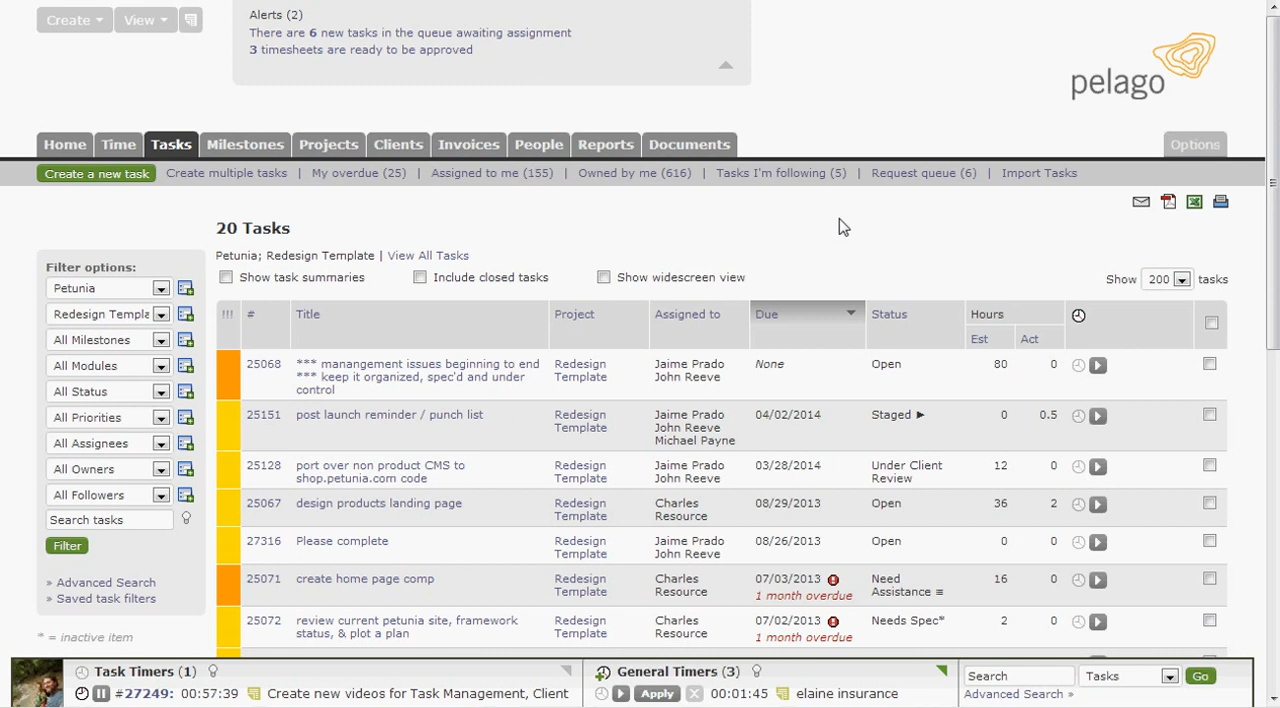 Create
View
Alerts (2)
There are 6 new tasks in the queue awaiting assignment
3 timesheets are ready to be approved
pelago
Home Time Tasks Milestones Projects Clients Invoices People Reports Documents Options
Create a new task Create multiple tasks | My overdue (25) | Assigned to me (155) | Owned by me (616) | Tasks I'm following (5) | Request queue (6) | Import Tasks
20 Tasks
Petunia; Redesign Template | View All Tasks
Show task summaries Include closed tasks Show widescreen view Show 200 tasks
Filter options:
Petunia
Redesign Templa
All Milestones
All Modules
All Status
All Priorities
All Assignees
All Owners
All Followers
Search tasks
Filter
» Advanced Search
» Saved task filters
* = inactive item
!!! # Title Project Assigned to Due Status Hours
Est Act
25068 *** manangement issues beginning to end Redesign Jaime Prado None Open 80 0
*** keep it organized, spec'd and under Template John Reeve
control
25151 post launch reminder / punch list Redesign Jaime Prado 04/02/2014 Staged ► 0 0.5
Template John Reeve
Michael Payne
25128 port over non product CMS to Redesign Jaime Prado 03/28/2014 Under Client 12 0
shop.petunia.com code Template John Reeve Review
25067 design products landing page Redesign Charles 08/29/2013 Open 36 2
Template Resource
27316 Please complete Redesign Jaime Prado 08/26/2013 Open 0 0
Template John Reeve
25071 create home page comp Redesign Charles 07/03/2013 Need 16 0
Template Resource 1 month overdue Assistance ≡
25072 review current petunia site, framework Redesign Charles 07/02/2013 Needs Spec* 2 0
status, & plot a plan Template Resource 1 month overdue
Task Timers (1)
#27249: 00:57:39 Create new videos for Task Management, Client
General Timers (3)
Apply 00:01:45 elaine insurance
Search Tasks Go
Advanced Search »